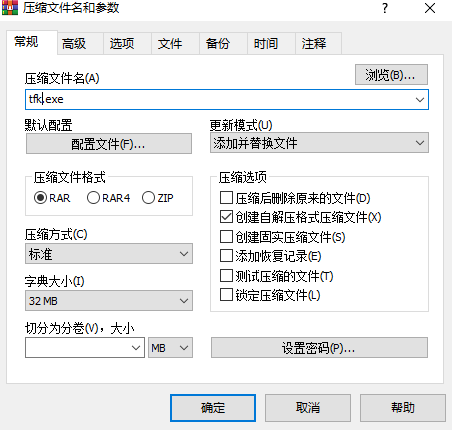 压缩文件名和参数
常规 高级 选项 文件 备份 时间 注释
压缩文件名(A)
浏览(B)...
tfk.exe
默认配置
配置文件(F)...
更新模式(U)
添加并替换文件
压缩文件格式
RAR RAR4 ZIP
压缩选项
压缩后删除原来的文件(D)
创建自解压格式压缩文件(X)
创建固实压缩文件(S)
添加恢复记录(E)
测试压缩的文件(T)
锁定压缩文件(L)
压缩方式(C)
标准
字典大小(I)
32 MB
切分为分卷(V)，大小
MB
设置密码(P)...
确定 取消 帮助